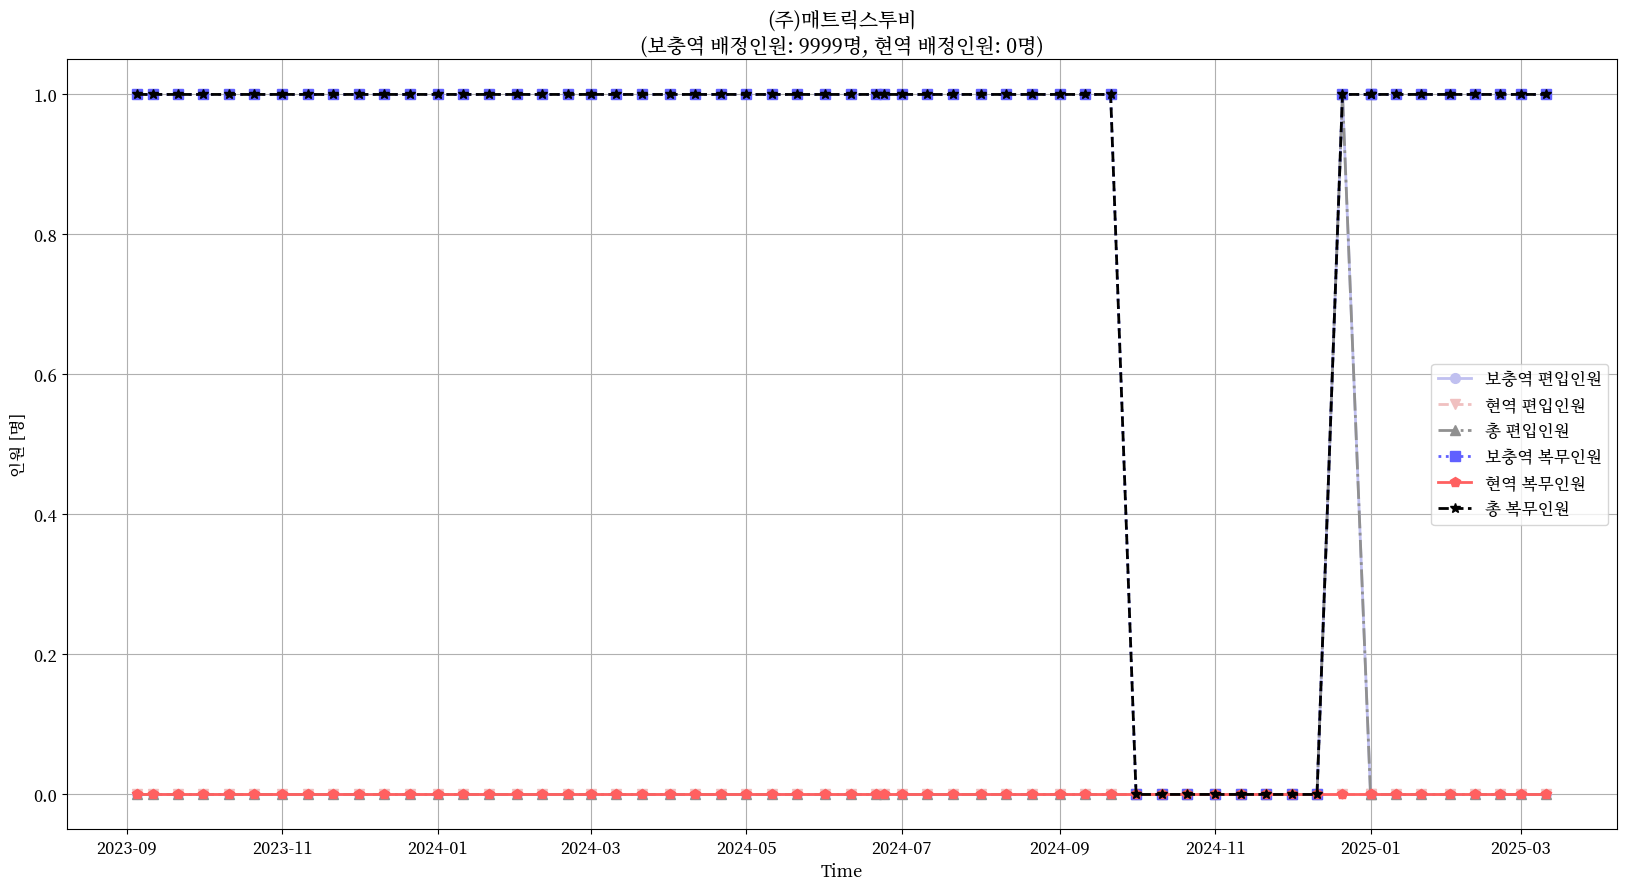 (주)매트릭스투비
(보충역 배정인원: 9999명, 현역 배정인원: 0명)
1.0
0.8
0.6
0.4
0.2
0.0
인원 [명]
보충역 편입인원
현역 편입인원
총 편입인원
보충역 복무인원
현역 복무인원
총 복무인원
2023-09
2023-11
2024-01
2024-03
2024-05
2024-07
2024-09
2024-11
2025-01
2025-03
Time